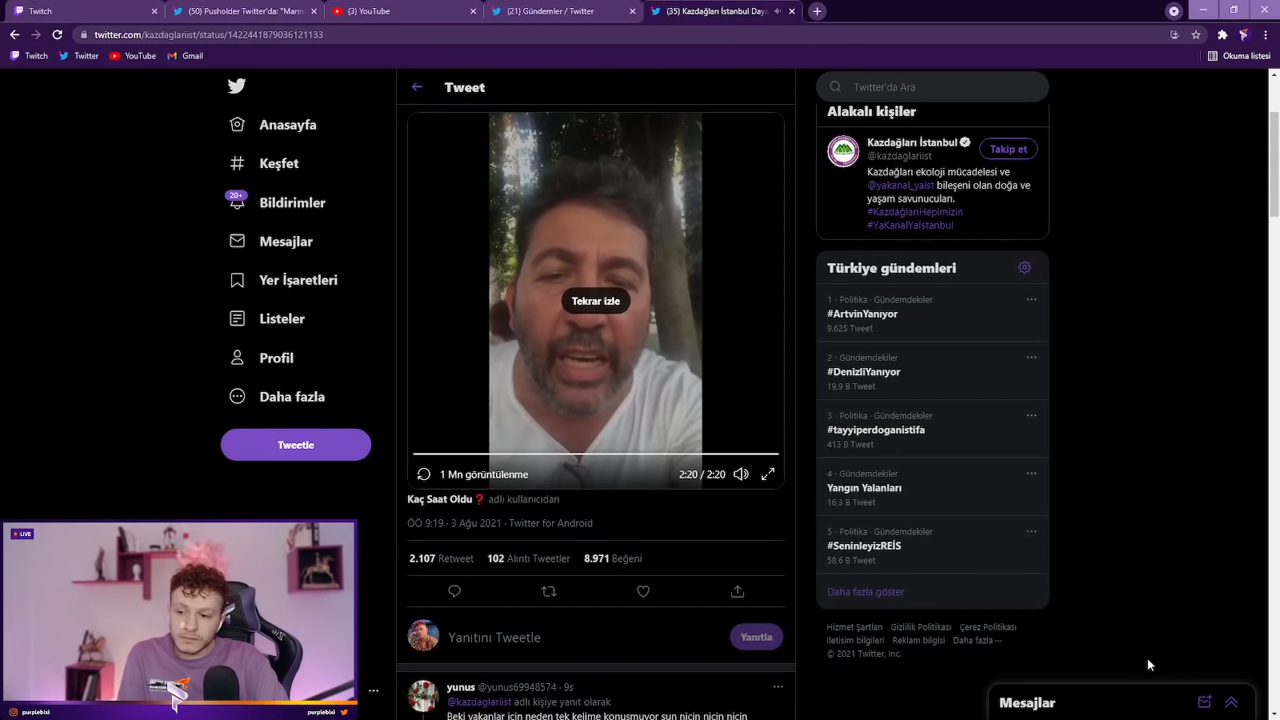 Twitch
(50) Pusholder Twitter'da: "Marm
(3) YouTube
(21) Gündemler / Twitter
(35) Kazdağları İstanbul Daya
twitter.com/kazdaglarist/status/1422441879036121133
Twitch
Twitter
YouTube
Gmail
Okuma listesi
Anasayfa
Keşfet
20+
Bildirimler
Mesajlar
Yer İşaretleri
Listeler
Profil
Daha fazla
Tweetle
Tweet
Tekrar izle
1 Mn görüntülenme
2:20 / 2:20
Kaç Saat Oldu❓ adlı kullanıcıdan
ÖÖ 9:19 · 3 Ağu 2021 · Twitter for Android
2.107 Retweet 102 Alıntı Tweetler 8.971 Beğeni
Yanıtını Tweetle
Yanıtla
yunus @yunus69948574 · 9s
@kazdaglariist adlı kişiye yanıt olarak
Beki yakanlar için neden tek kelime konuşmuyor sun niçin niçin niçin
Twitter'da Ara
Alakalı kişiler
Kazdağları İstanbul
@kazdaglariist
Takip et
Kazdağları ekoloji mücadelesi ve
@yakanal_yaist bileşeni olan doğa ve
yaşam savunucuları.
#KazdağlarıHepimizin
#YaKanalYaİstanbul
Türkiye gündemleri
1 · Politika · Gündemdekiler
#ArtvinYanıyor
9.625 Tweet
2 · Gündemdekiler
#DenizliYanıyor
19,9 B Tweet
3 · Politika · Gündemdekiler
#tayyiperdoganistifa
413 B Tweet
4 · Gündemdekiler
Yangın Yalanları
16,3 B Tweet
5 · Politika · Gündemdekiler
#SeninleyizREİS
58,6 B Tweet
Daha fazla göster
Hizmet Şartları Gizlilik Politikası Çerez Politikası
İletişim bilgileri Reklam bilgisi Daha fazla ···
© 2021 Twitter, Inc.
Mesajlar
LIVE
purplebixi
purplebixi